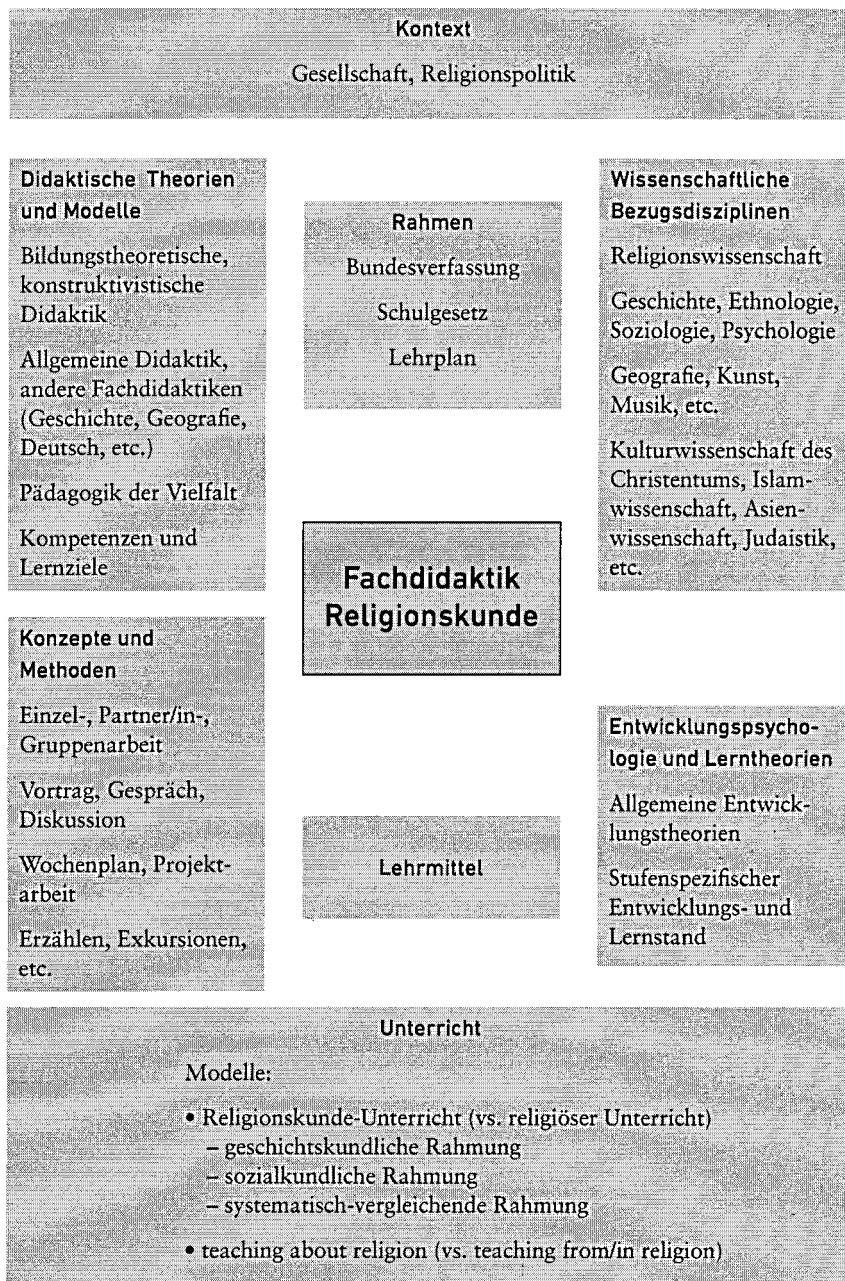 Kontext
Gesellschaft, Religionspolitik
Didaktische Theorien
und Modelle
Bildungstheoretische,
konstruktivistische
Didaktik
Allgemeine Didaktik,
andere Fachdidaktiken
(Geschichte, Geografie,
Deutsch, etc.)
Pädagogik der Vielfalt
Kompetenzen und
Lernziele
Konzepte und
Methoden
Einzel-, Partner/in-,
Gruppenarbeit
Vortrag, Gespräch,
Diskussion
Wochenplan, Projekt-
arbeit
Erzählen, Exkursionen,
etc.
Rahmen
Bundesverfassung
Schulgesetz
Lehrplan
Fachdidaktik
Religionskunde
Lehrmittel
Wissenschaftliche
Bezugsdisziplinen
Religionswissenschaft
Geschichte, Ethnologie,
Soziologie, Psychologie
Geografie, Kunst,
Musik, etc.
Kulturwissenschaft des
Christentums, Islam-
wissenschaft, Asien-
wissenschaft, Judaistik,
etc.
Entwicklungspsycho-
logie und Lerntheorien
Allgemeine Entwick-
lungstheorien
Stufenspezifischer
Entwicklungs- und
Lernstand
Unterricht
Modelle:
• Religionskunde-Unterricht (vs. religiöser Unterricht)
– geschichtskundliche Rahmung
– sozialkundliche Rahmung
– systematisch-vergleichende Rahmung
• teaching about religion (vs. teaching from/in religion)